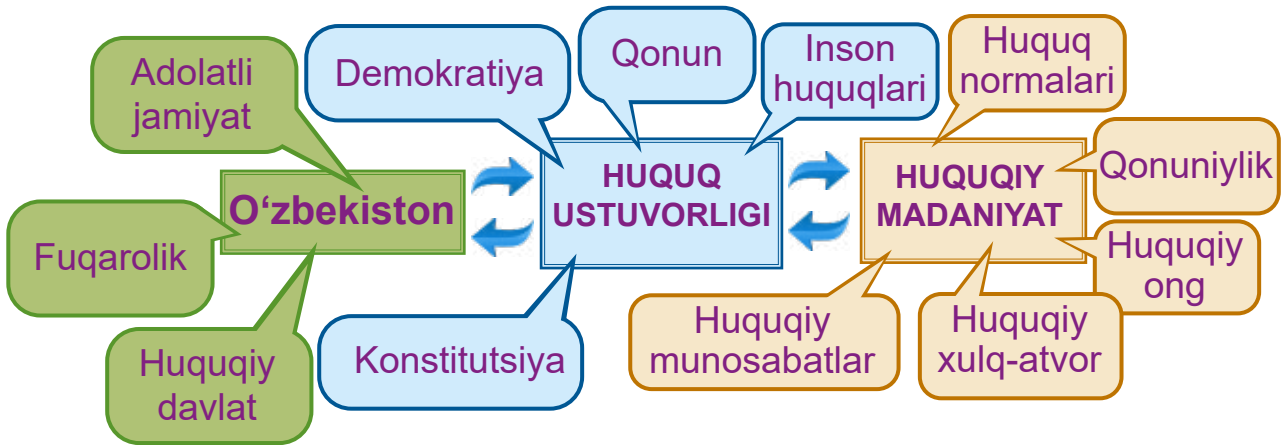 Adolatli
jamiyat
Demokratiya
Qonun
Inson
huquqlari
Huquq
normalari
O‘zbekiston
HUQUQ
USTUVORLIGI
HUQUQIY
MADANIYAT
Qonuniylik
Fuqarolik
Huquqiy
ong
Huquqiy
davlat
Konstitutsiya
Huquqiy
munosabatlar
Huquqiy
xulq-atvor